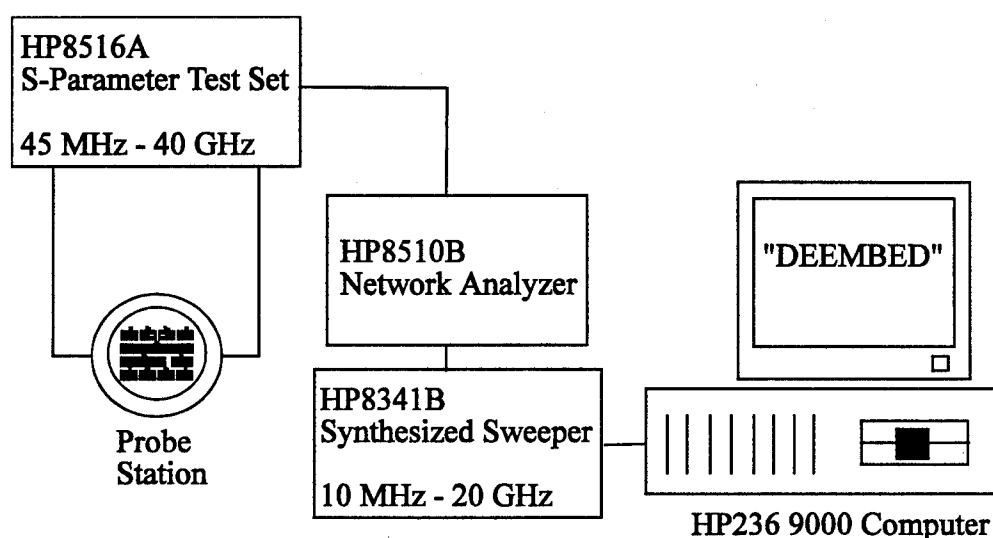 HP8516A
S-Parameter Test Set
45 MHz - 40 GHz
HP8510B
Network Analyzer
"DEEMBED"
HP8341B
Synthesized Sweeper
10 MHz - 20 GHz
Probe
Station
HP236 9000 Computer